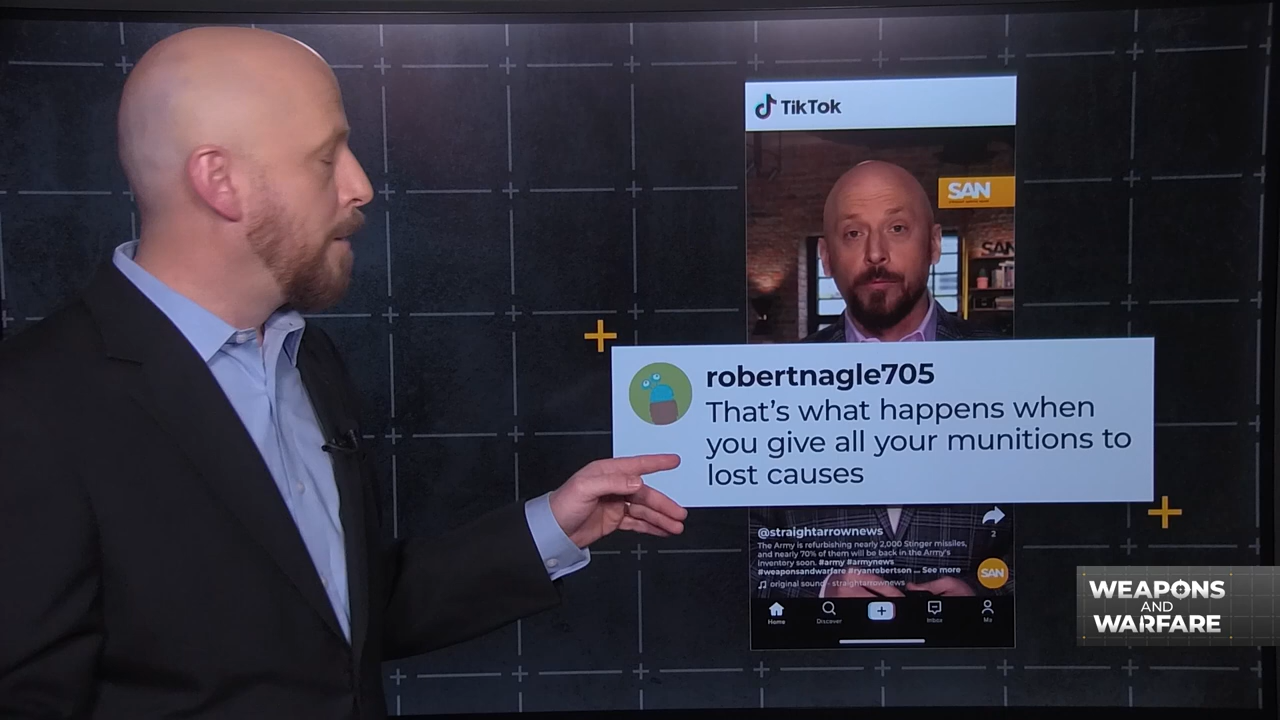 TikTok
SAN
SAN
robertnagle705
That's what happens when
you give all your munitions to
lost causes
2
@straightarrownews
The Army is refurbishing nearly 2,000 Stinger missiles,
and nearly 70% of them will be back in the Army's
inventory soon. #army #armynews
#weaponsandwarfare #ryanrobertson ... See more
original sound - straightarrownews
SAN
Home
Discover
Inbox
Me
WEAPONS
AND
WARFARE